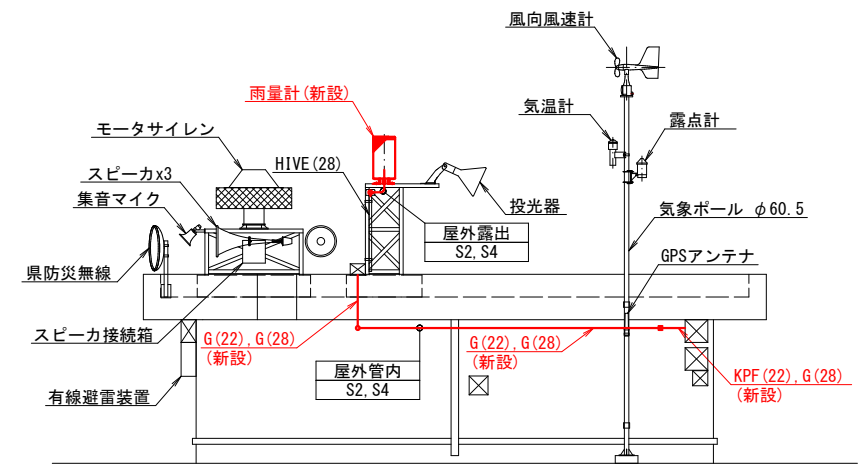 風向風速計
雨量計(新設)
気温計
露点計
モータサイレン
HIVE(28)
スピーカx3
集音マイク
投光器
気象ポール φ60.5
屋外露出
S2,S4
GPSアンテナ
県防災無線
スピーカ接続箱
G(22),G(28)
(新設)
G(22),G(28)
(新設)
屋外管内
S2,S4
KPF(22),G(28)
(新設)
有線避雷装置